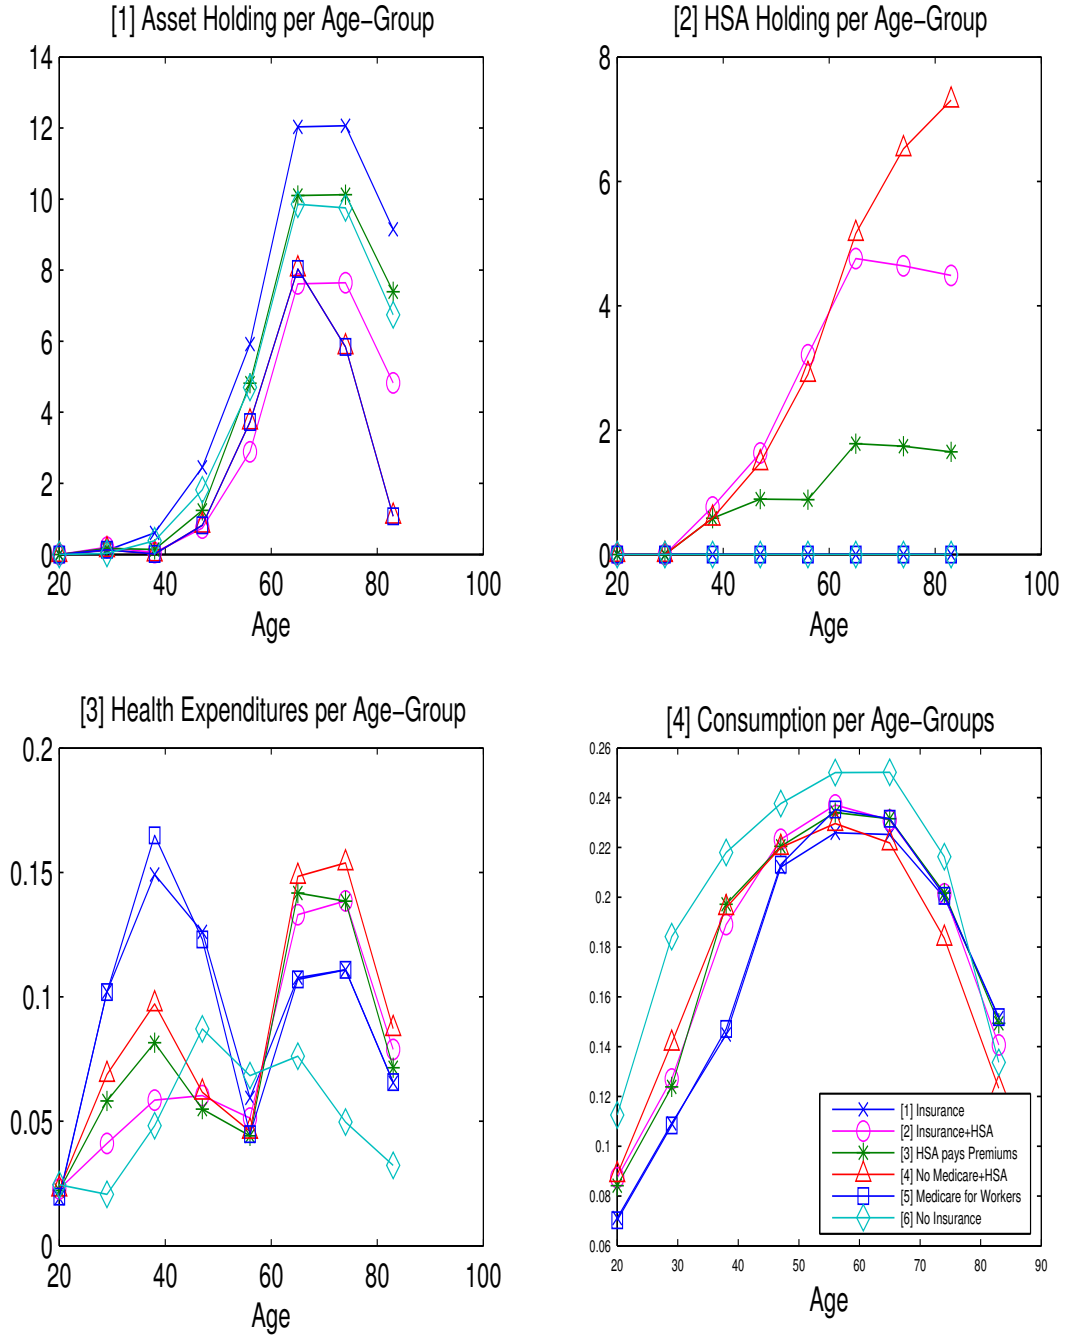 [1] Asset Holding per Age−Group
14
12
10
8
6
4
2
0
20 40 60 80 100
Age
[2] HSA Holding per Age−Group
8
6
4
2
0
20 40 60 80 100
Age
[3] Health Expenditures per Age−Group
0.2
0.15
0.1
0.05
0
20 40 60 80 100
Age
[4] Consumption per Age−Groups
0.26
0.24
0.22
0.2
0.18
0.16
0.14
0.12
0.1
0.08
0.06
20 30 40 50 60 70 80 90
Age
[1] Insurance
[2] Insurance+HSA
[3] HSA pays Premiums
[4] No Medicare+HSA
[5] Medicare for Workers
[6] No Insurance